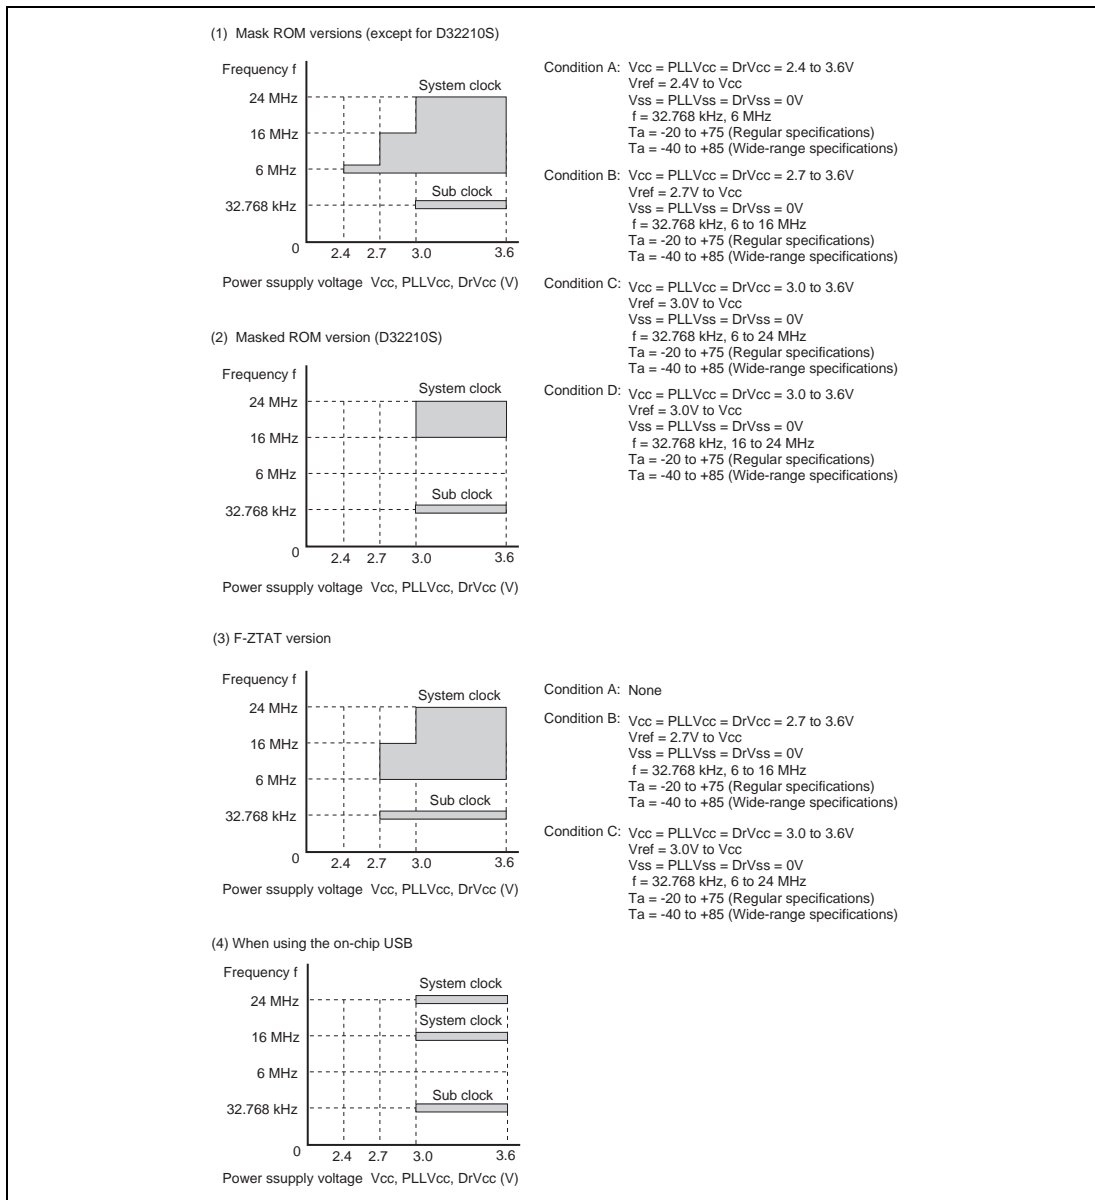 (1) Mask ROM versions (except for D32210S)
Frequency f
System clock
24 MHz
16 MHz
6 MHz
Sub clock
32.768 kHz
0
2.4 2.7 3.0 3.6
Power ssupply voltage Vcc, PLLVcc, DrVcc (V)
Condition A: Vcc = PLLVcc = DrVcc = 2.4 to 3.6V
Vref = 2.4V to Vcc
Vss = PLLVss = DrVss = 0V
f = 32.768 kHz, 6 MHz
Ta = -20 to +75 (Regular specifications)
Ta = -40 to +85 (Wide-range specifications)
Condition B: Vcc = PLLVcc = DrVcc = 2.7 to 3.6V
Vref = 2.7V to Vcc
Vss = PLLVss = DrVss = 0V
f = 32.768 kHz, 6 to 16 MHz
Ta = -20 to +75 (Regular specifications)
Ta = -40 to +85 (Wide-range specifications)
Condition C: Vcc = PLLVcc = DrVcc = 3.0 to 3.6V
Vref = 3.0V to Vcc
Vss = PLLVss = DrVss = 0V
f = 32.768 kHz, 6 to 24 MHz
Ta = -20 to +75 (Regular specifications)
Ta = -40 to +85 (Wide-range specifications)
(2) Masked ROM version (D32210S)
Frequency f
System clock
24 MHz
16 MHz
6 MHz
Sub clock
32.768 kHz
0
2.4 2.7 3.0 3.6
Power ssupply voltage Vcc, PLLVcc, DrVcc (V)
Condition D: Vcc = PLLVcc = DrVcc = 3.0 to 3.6V
Vref = 3.0V to Vcc
Vss = PLLVss = DrVss = 0V
f = 32.768 kHz, 16 to 24 MHz
Ta = -20 to +75 (Regular specifications)
Ta = -40 to +85 (Wide-range specifications)
(3) F-ZTAT version
Frequency f
System clock
24 MHz
16 MHz
6 MHz
Sub clock
32.768 kHz
0
2.4 2.7 3.0 3.6
Power ssupply voltage Vcc, PLLVcc, DrVcc (V)
Condition A: None
Condition B: Vcc = PLLVcc = DrVcc = 2.7 to 3.6V
Vref = 2.7V to Vcc
Vss = PLLVss = DrVss = 0V
f = 32.768 kHz, 6 to 16 MHz
Ta = -20 to +75 (Regular specifications)
Ta = -40 to +85 (Wide-range specifications)
Condition C: Vcc = PLLVcc = DrVcc = 3.0 to 3.6V
Vref = 3.0V to Vcc
Vss = PLLVss = DrVss = 0V
f = 32.768 kHz, 6 to 24 MHz
Ta = -20 to +75 (Regular specifications)
Ta = -40 to +85 (Wide-range specifications)
(4) When using the on-chip USB
Frequency f
System clock
24 MHz
System clock
16 MHz
6 MHz
Sub clock
32.768 kHz
0
2.4 2.7 3.0 3.6
Power ssupply voltage Vcc, PLLVcc, DrVcc (V)